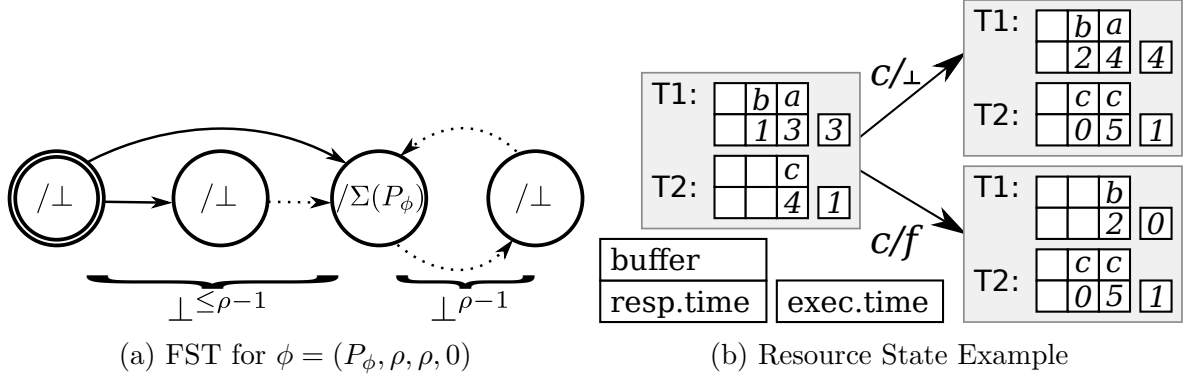 /⊥
/⊥
/Σ(P_ϕ)
/⊥
⊥^{≤ρ−1}
⊥^{ρ−1}
(a) FST for ϕ = (P_ϕ, ρ, ρ, 0)
T1:
b a
1 3 3
T2:
c
4 1
c/⊥
c/f
T1:
b a
2 4 4
T2:
c c
0 5 1
T1:
b
2 0
T2:
c c
0 5 1
buffer
resp.time
exec.time
(b) Resource State Example